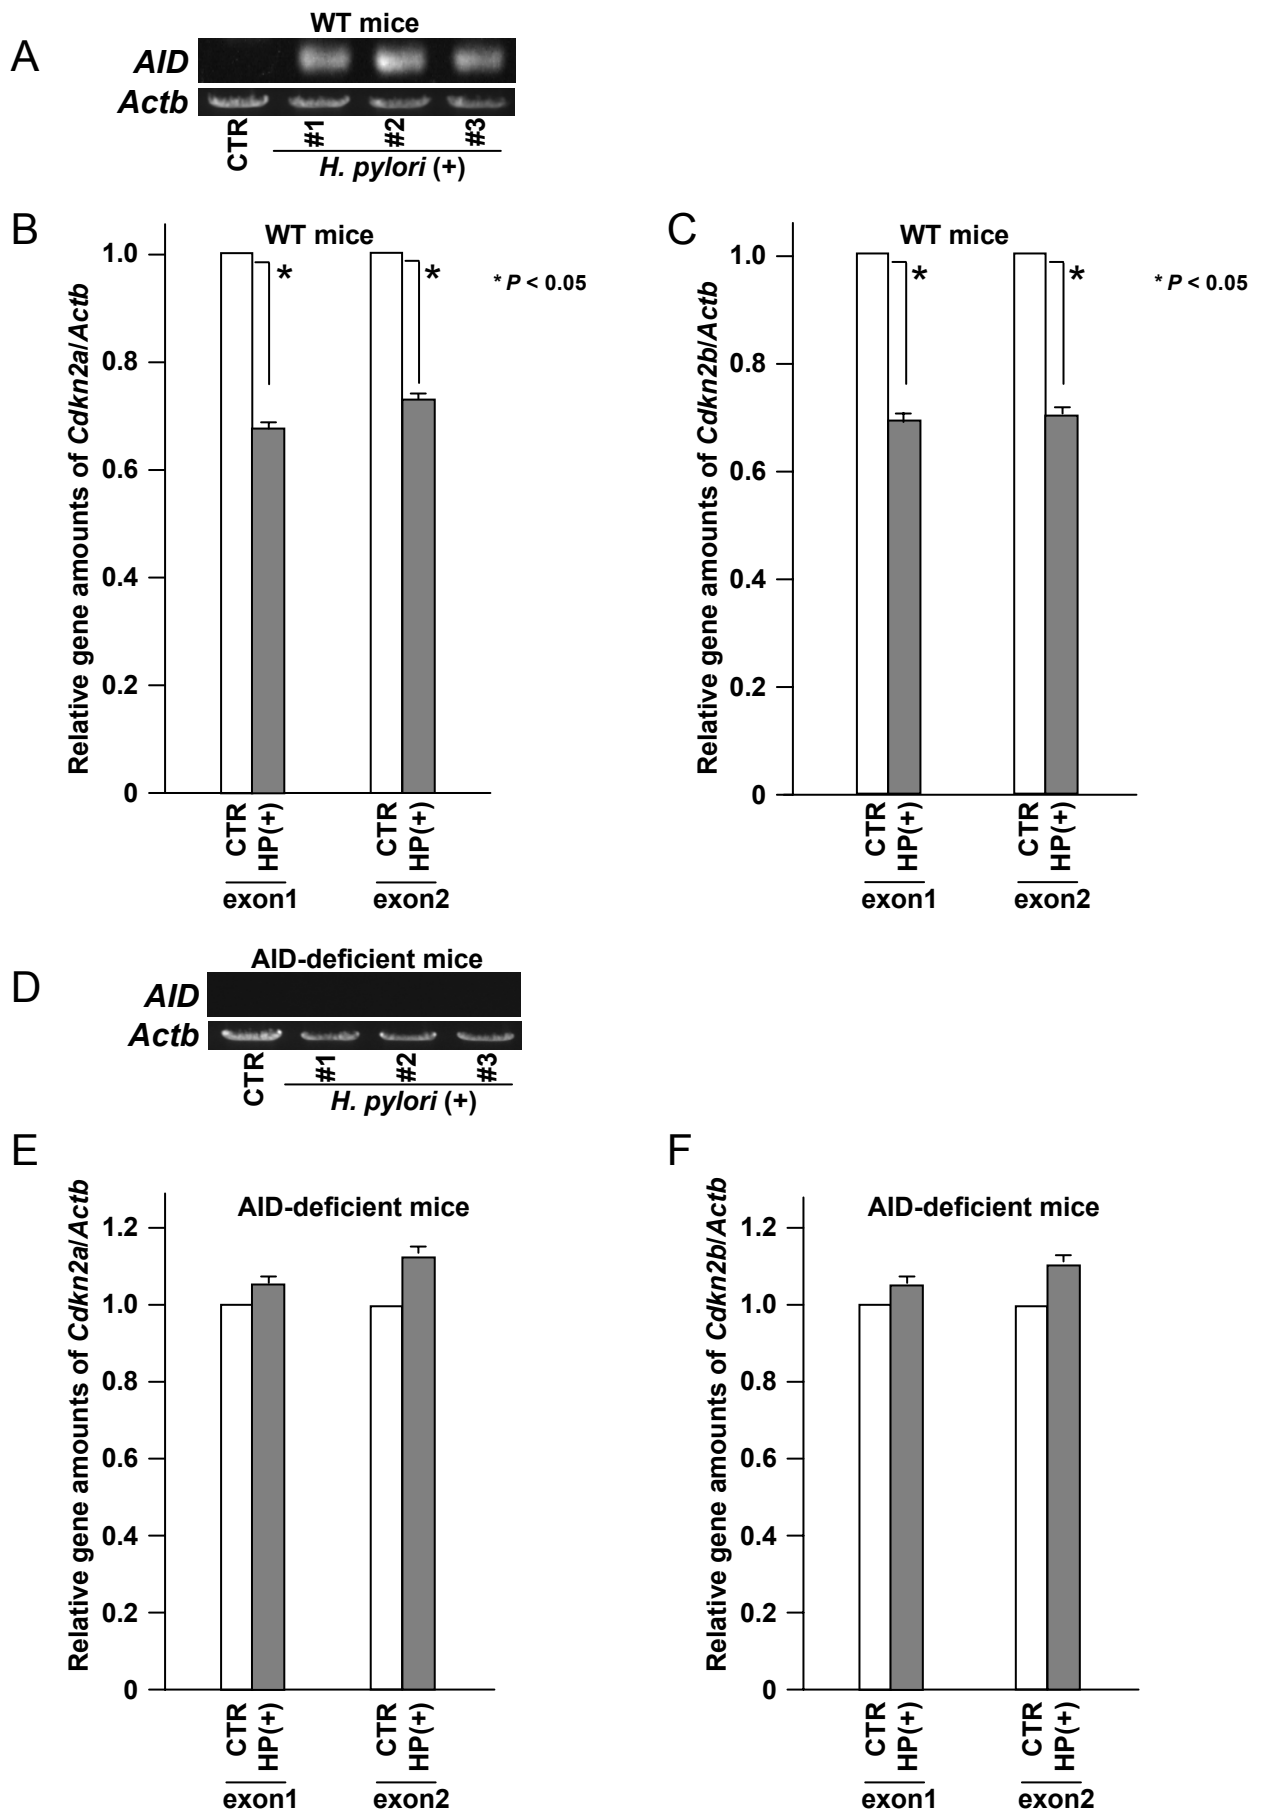 A
WT mice
AID
Actb
CTR
#1
#2
#3
H. pylori (+)
B
WT mice
* P < 0.05
Relative gene amounts of Cdkn2a/Actb
1.0
0.8
0.6
0.4
0.2
0
*
*
CTR
HP(+)
CTR
HP(+)
exon1
exon2
C
WT mice
* P < 0.05
Relative gene amounts of Cdkn2b/Actb
1.0
0.8
0.6
0.4
0.2
0
*
*
CTR
HP(+)
CTR
HP(+)
exon1
exon2
D
AID-deficient mice
AID
Actb
CTR
#1
#2
#3
H. pylori (+)
E
AID-deficient mice
Relative gene amounts of Cdkn2a/Actb
1.2
1.0
0.8
0.6
0.4
0.2
0
CTR
HP(+)
CTR
HP(+)
exon1
exon2
F
AID-deficient mice
Relative gene amounts of Cdkn2b/Actb
1.2
1.0
0.8
0.6
0.4
0.2
0
CTR
HP(+)
CTR
HP(+)
exon1
exon2